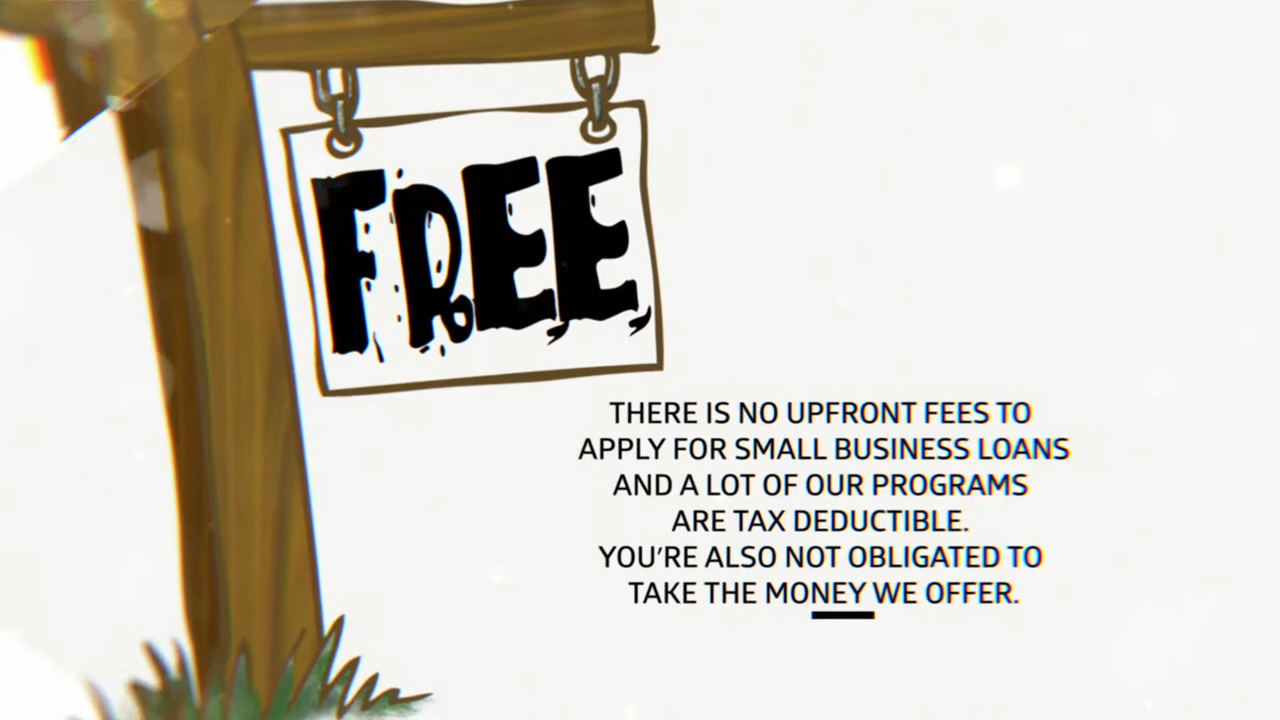 FREE
THERE IS NO UPFRONT FEES TO
APPLY FOR SMALL BUSINESS LOANS
AND A LOT OF OUR PROGRAMS
ARE TAX DEDUCTIBLE.
YOU'RE ALSO NOT OBLIGATED TO
TAKE THE MONEY WE OFFER.